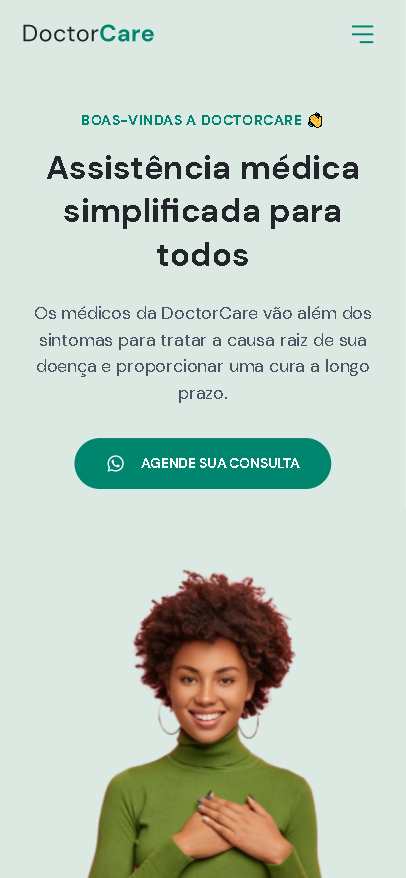 DoctorCare
BOAS-VINDAS A DOCTORCARE 👋
Assistência médica
simplificada para
todos
Os médicos da DoctorCare vão além dos
sintomas para tratar a causa raiz de sua
doença e proporcionar uma cura a longo
prazo.
AGENDE SUA CONSULTA